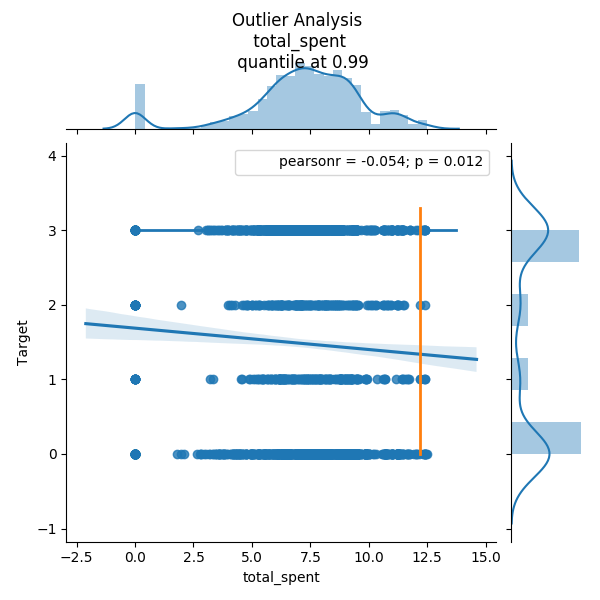 Outlier Analysis
total_spent
quantile at 0.99
pearsonr = -0.054; p = 0.012
4
3
2
1
0
−1
Target
−2.5 0.0 2.5 5.0 7.5 10.0 12.5 15.0
total_spent